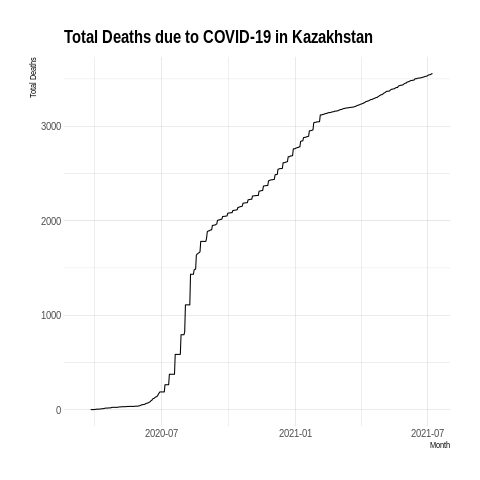 Total Deaths due to COVID-19 in Kazakhstan
Total Deaths
3000
2000
1000
0
2020-07
2021-01
2021-07
Month